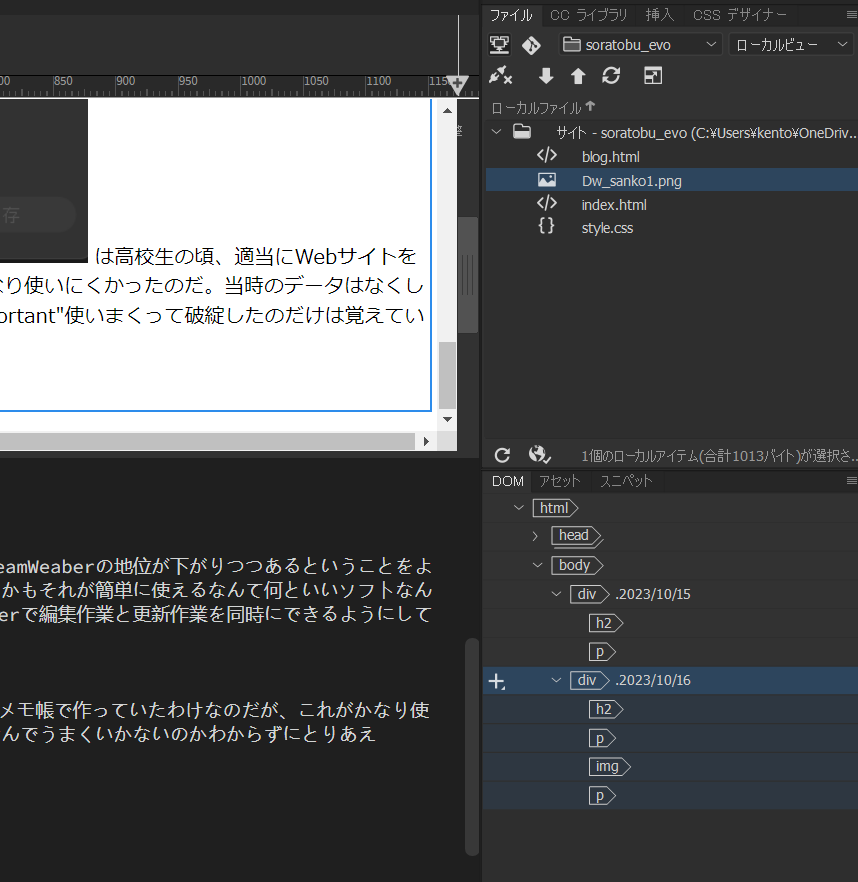 ファイル CC ライブラリ 挿入 CSS デザイナー
soratobu_evo ローカルビュー
00 850 900 950 1000 1050 1100 115
ローカルファイル↑
サイト - soratobu_evo (C:¥Users¥kento¥OneDriv...
blog.html
Dw_sanko1.png
index.html
style.css
存
は高校生の頃、適当にWebサイトを
なり使いにくかったのだ。当時のデータはなくし
ortant"使いまくって破綻したのだけは覚えてい
1個のローカルアイテム(合計1013バイト)が選択さ...
DOM アセット スニペット
html
head
body
div .2023/10/15
h2
p
div .2023/10/16
h2
p
img
p
eamWeaberの地位が下がりつつあるということをよ
かもそれが簡単に使えるなんて何といいソフトなん
erで編集作業と更新作業を同時にできるようにして
メモ帳で作っていたわけなのだが、これがかなり使
んでうまくいかないのかわからずにとりあえ